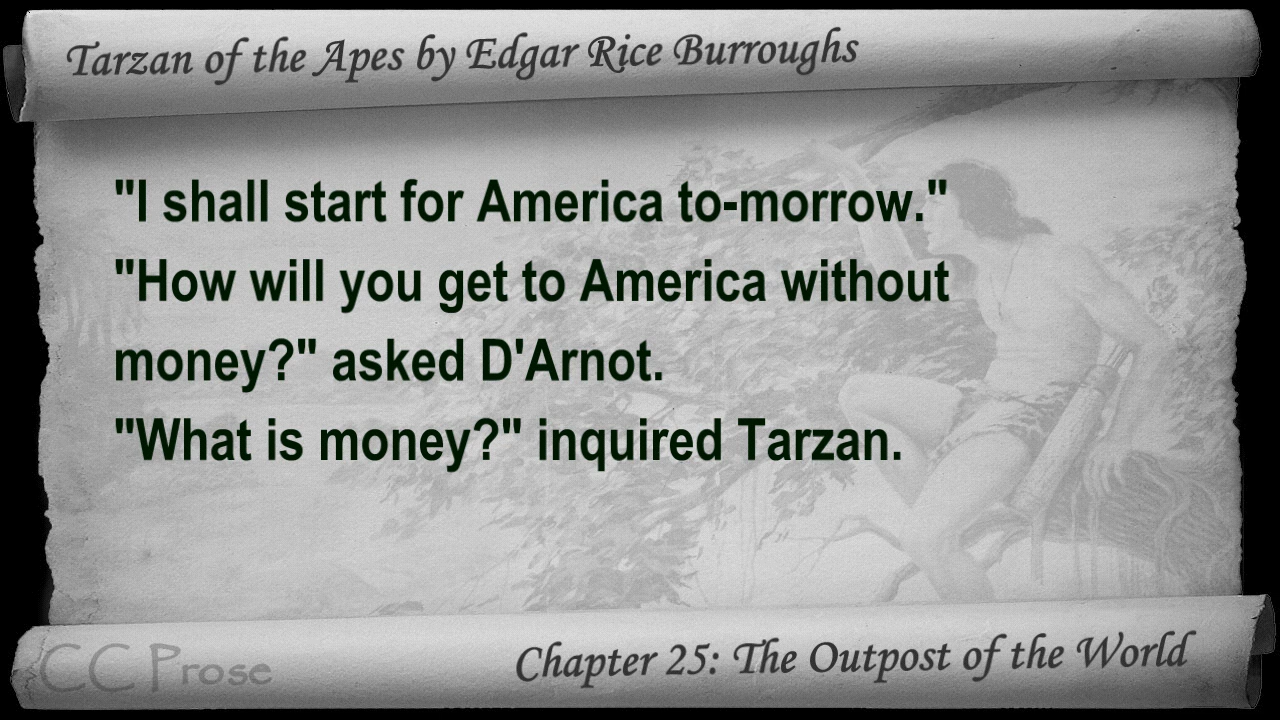 Tarzan of the Apes by Edgar Rice Burroughs
"I shall start for America to-morrow."
"How will you get to America without
money?" asked D'Arnot.
"What is money?" inquired Tarzan.
CC Prose
Chapter 25: The Outpost of the World